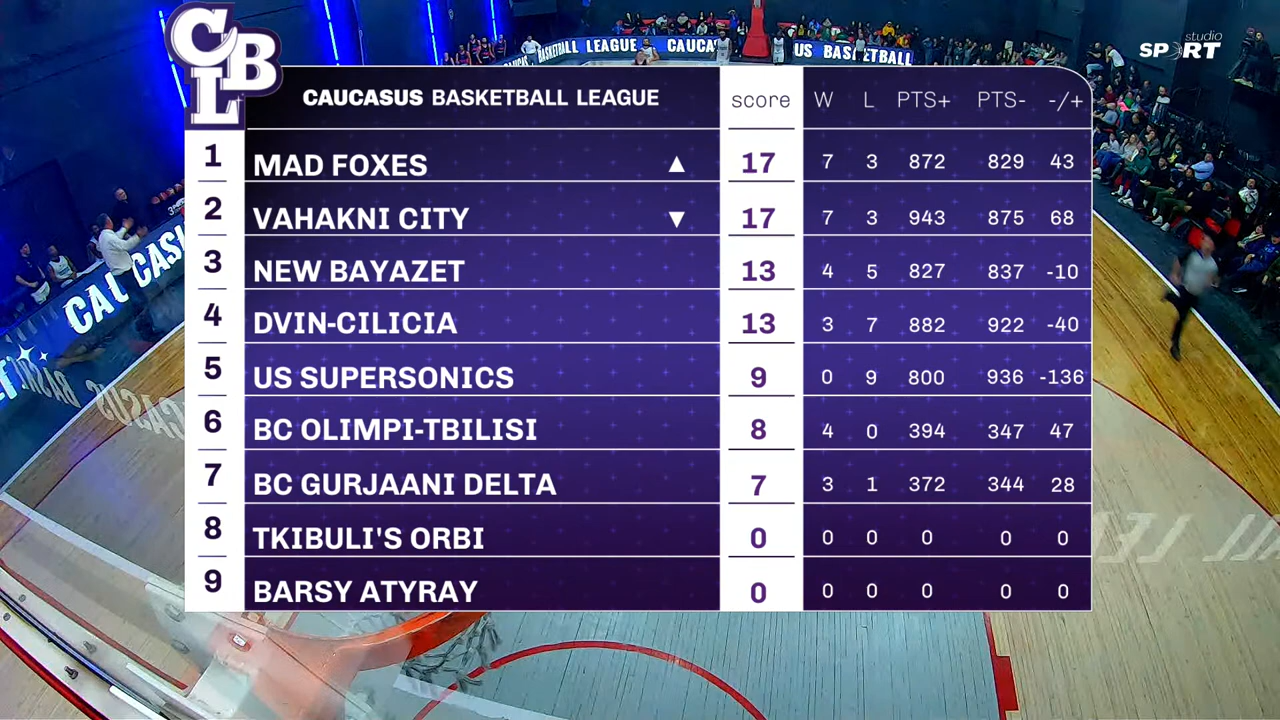 CBL
studio
SPORT
BASKETBALL LEAGUE CAUCA
US BASKETBALL
CAUCASUS BASKETBALL LEAGUE score W L PTS+ PTS- -/+
1 MAD FOXES ▲ 17 7 3 872 829 43
2 VAHAKNI CITY ▼ 17 7 3 943 875 68
3 NEW BAYAZET 13 4 5 827 837 -10
4 DVIN-CILICIA 13 3 7 882 922 -40
5 US SUPERSONICS 9 0 9 800 936 -136
6 BC OLIMPI-TBILISI 8 4 0 394 347 47
7 BC GURJAANI DELTA 7 3 1 372 344 28
8 TKIBULI'S ORBI 0 0 0 0 0 0
9 BARSY ATYRAY 0 0 0 0 0 0
CAUCASU